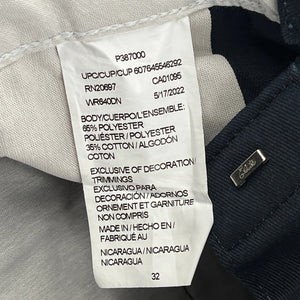 P387000
UPC/CUP/CUP 607645546292
RN20697 CA01095
WR640DN 5/17/2022
BODY/CUERPO/L'ENSEMBLE:
65% POLYESTER
POLIÉSTER / POLYESTER
35% COTTON / ALGODÓN
COTON
EXCLUSIVE OF DECORATION /
TRIMMINGS
EXCLUSIVO PARA
DECORACIÓN / ADORNOS
ORNEMENT ET GARNITURE
NON COMPRIS
MADE IN / HECHO EN /
FABRIQUÉ AU
NICARAGUA / NICARAGUA /
NICARAGUA
32